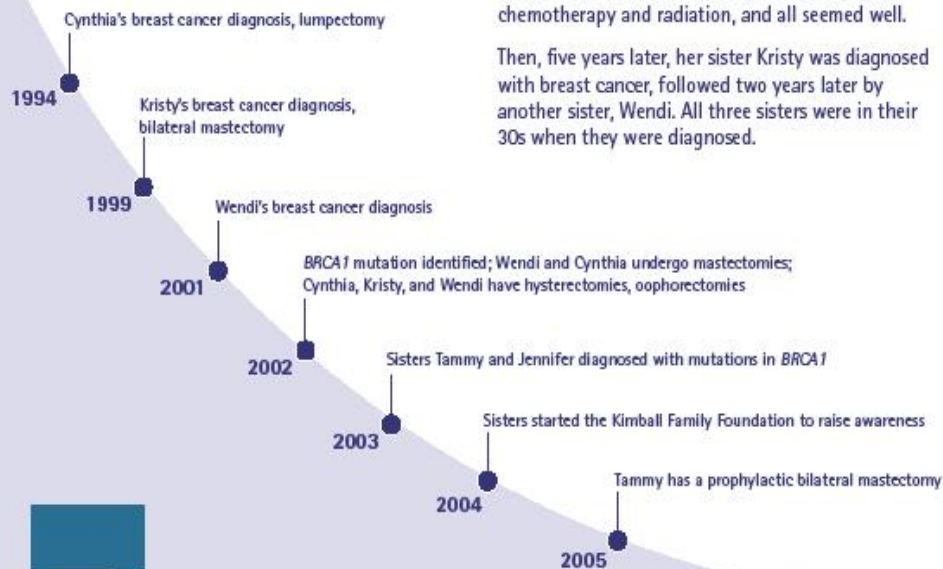 chemotherapy and radiation, and all seemed well.
Then, five years later, her sister Kristy was diagnosed
with breast cancer, followed two years later by
another sister, Wendi. All three sisters were in their
30s when they were diagnosed.
Cynthia's breast cancer diagnosis, lumpectomy
1994
Kristy's breast cancer diagnosis,
bilateral mastectomy
1999
Wendi's breast cancer diagnosis
2001
BRCA1 mutation identified; Wendi and Cynthia undergo mastectomies;
Cynthia, Kristy, and Wendi have hysterectomies, oophorectomies
2002
Sisters Tammy and Jennifer diagnosed with mutations in BRCA1
2003
Sisters started the Kimball Family Foundation to raise awareness
2004
Tammy has a prophylactic bilateral mastectomy
2005